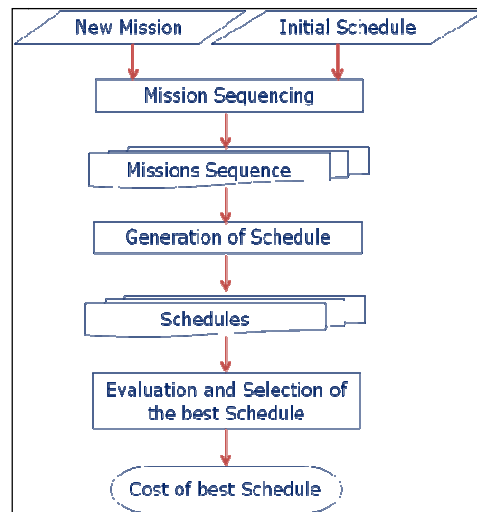 New Mission
Initial Schedule
Mission Sequencing
Missions Sequence
Generation of Schedule
Schedules
Evaluation and Selection of
the best Schedule
Cost of best Schedule